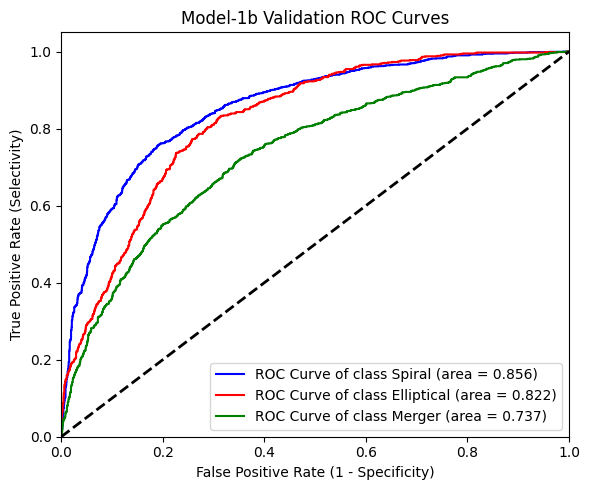 Model-1b Validation ROC Curves
True Positive Rate (Selectivity)
1.0
0.8
0.6
0.4
0.2
0.0
ROC Curve of class Spiral (area = 0.856)
ROC Curve of class Elliptical (area = 0.822)
ROC Curve of class Merger (area = 0.737)
0.0 0.2 0.4 0.6 0.8 1.0
False Positive Rate (1 - Specificity)